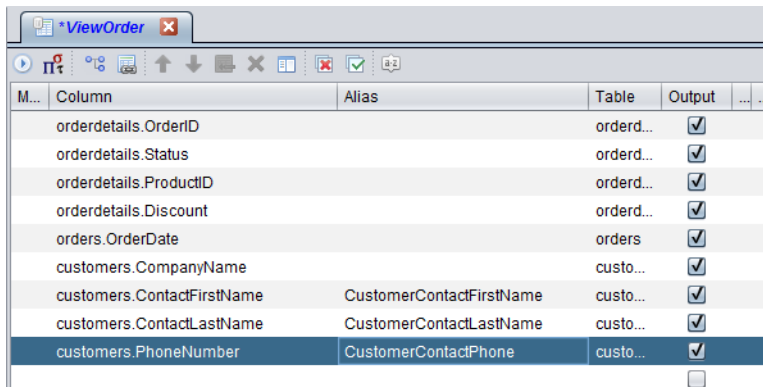 *ViewOrder
πστ
a-z
M... Column Alias Table Output ... .
orderdetails.OrderID orderd...
orderdetails.Status orderd...
orderdetails.ProductID orderd...
orderdetails.Discount orderd...
orders.OrderDate orders
customers.CompanyName custo...
customers.ContactFirstName CustomerContactFirstName custo...
customers.ContactLastName CustomerContactLastName custo...
customers.PhoneNumber CustomerContactPhone custo...